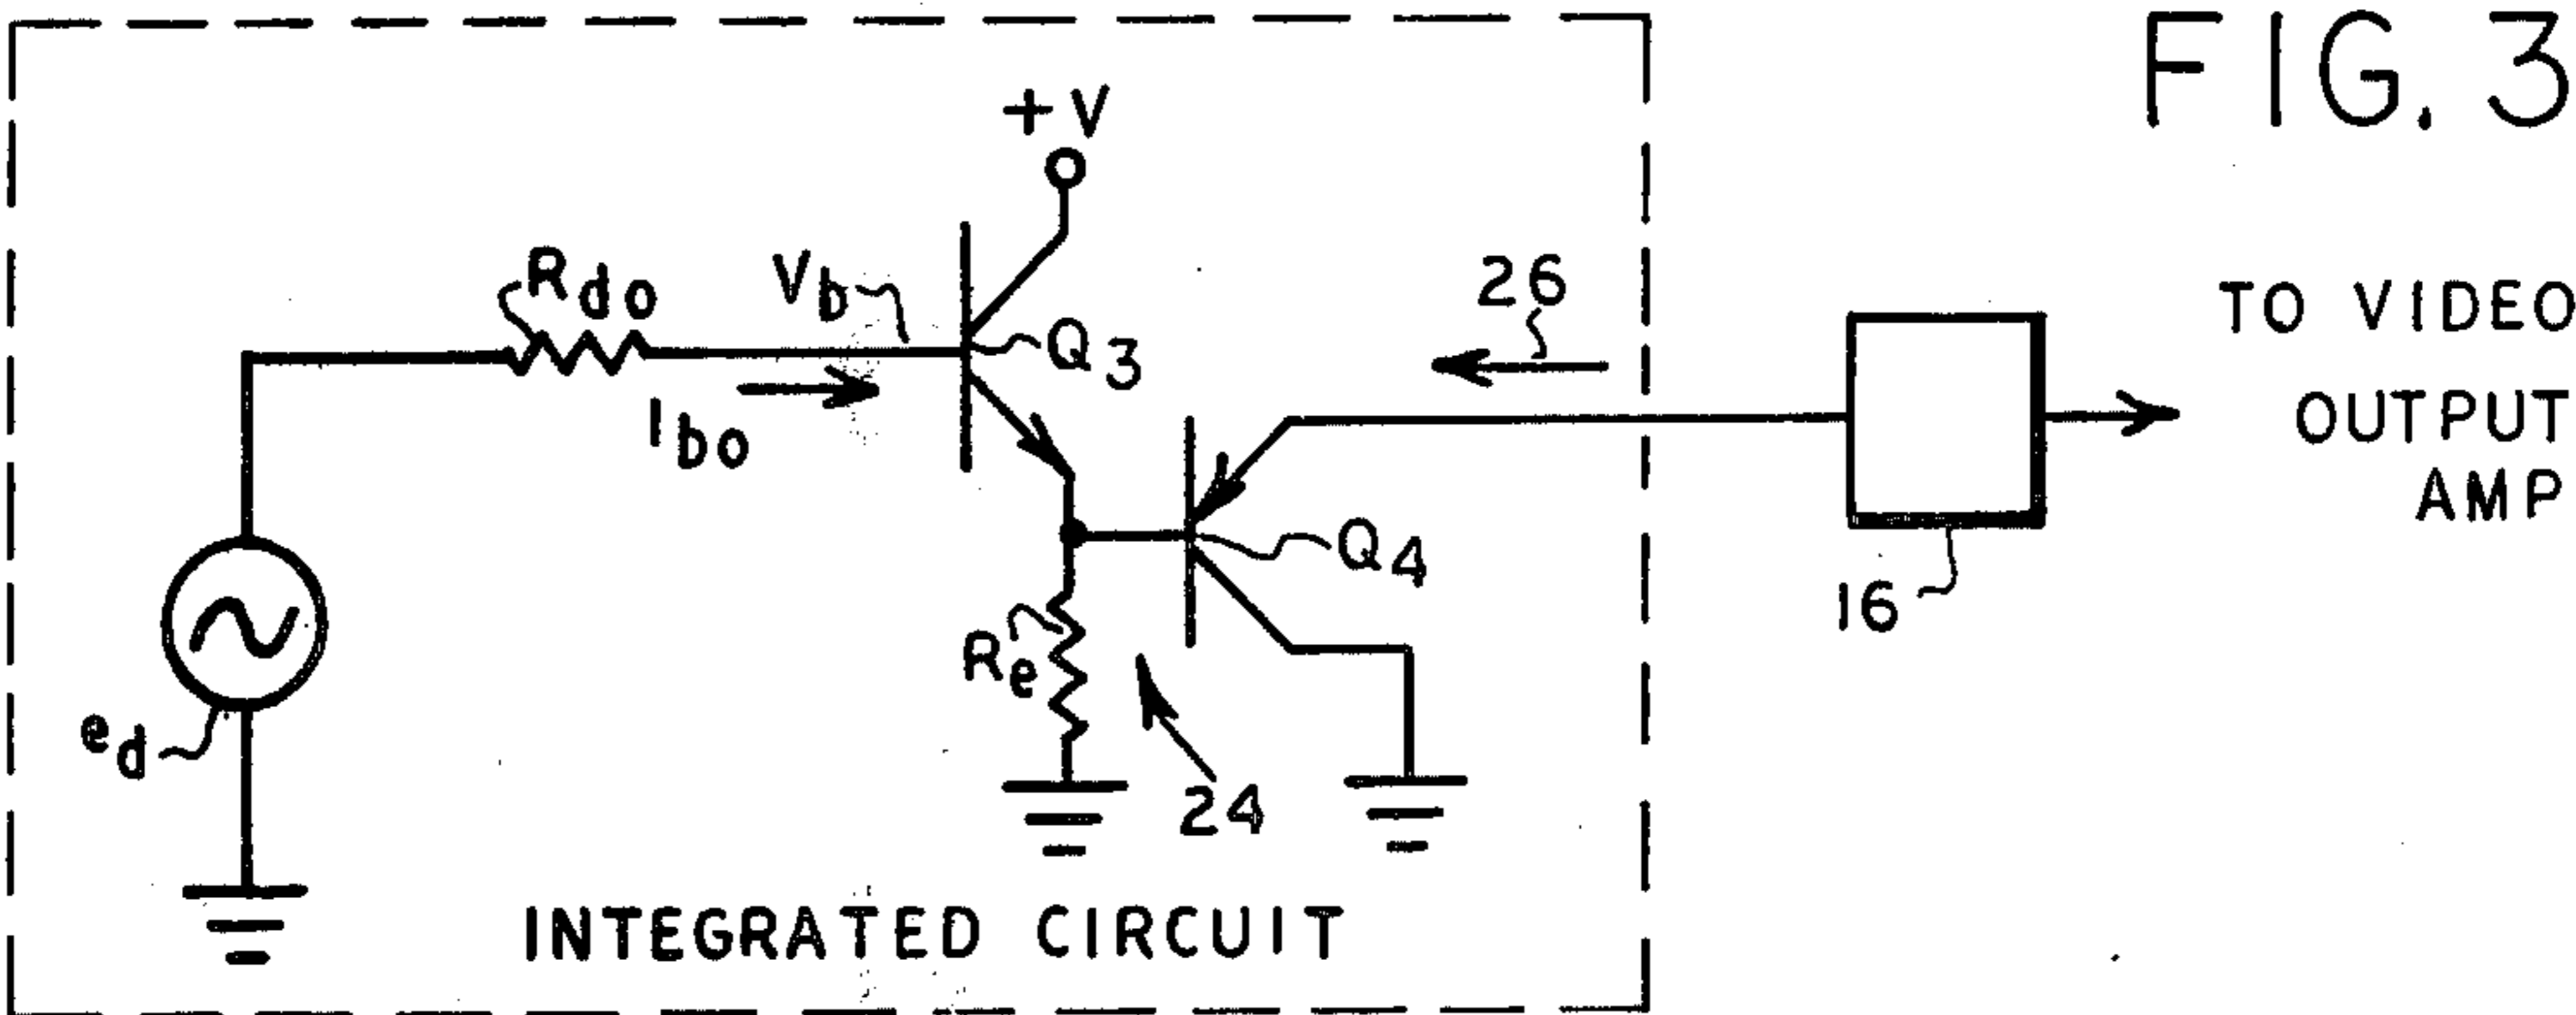 FIG. 3
+V
Rdo
Vb
Q3
Ibo
26
TO VIDEO
OUTPUT
AMP
Q4
16
Re
ed
24
INTEGRATED CIRCUIT